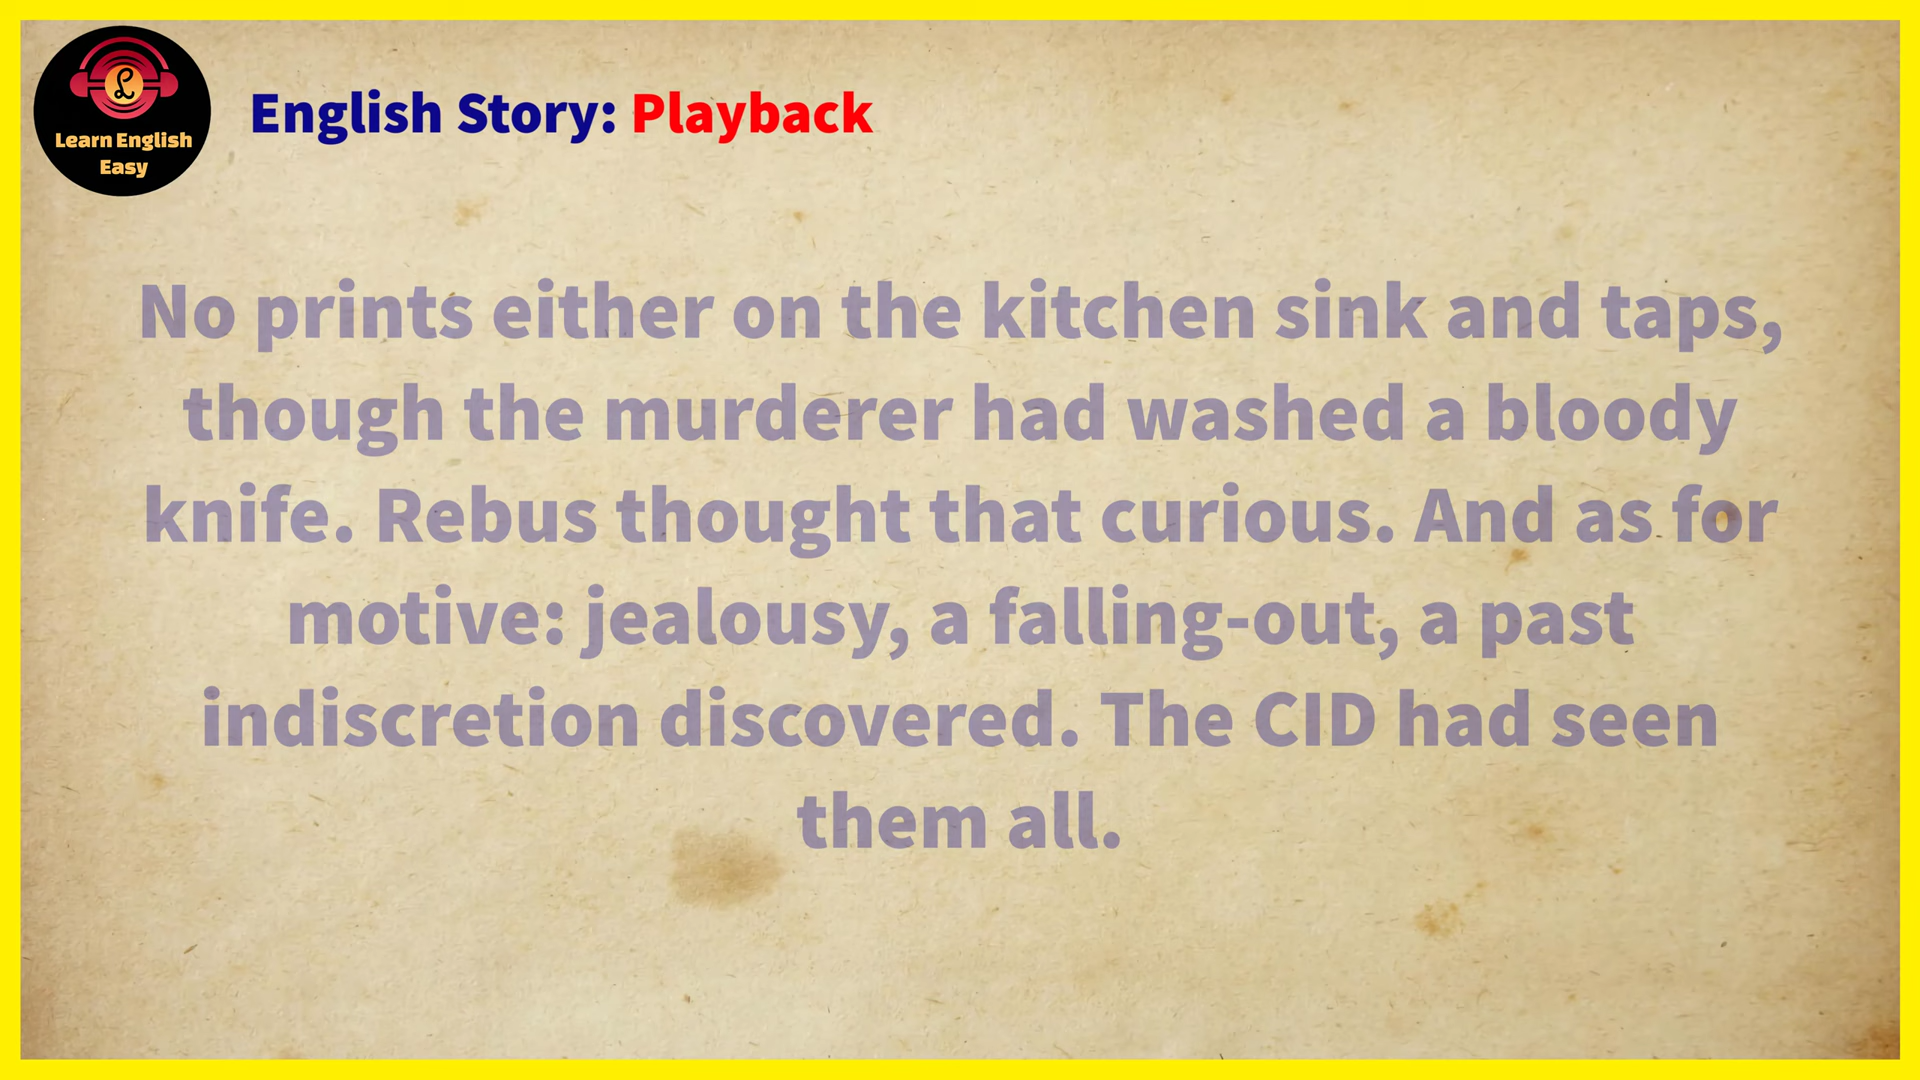 Learn English
Easy
English Story: Playback
No prints either on the kitchen sink and taps,
though the murderer had washed a bloody
knife. Rebus thought that curious. And as for
motive: jealousy, a falling-out, a past
indiscretion discovered. The CID had seen
them all.